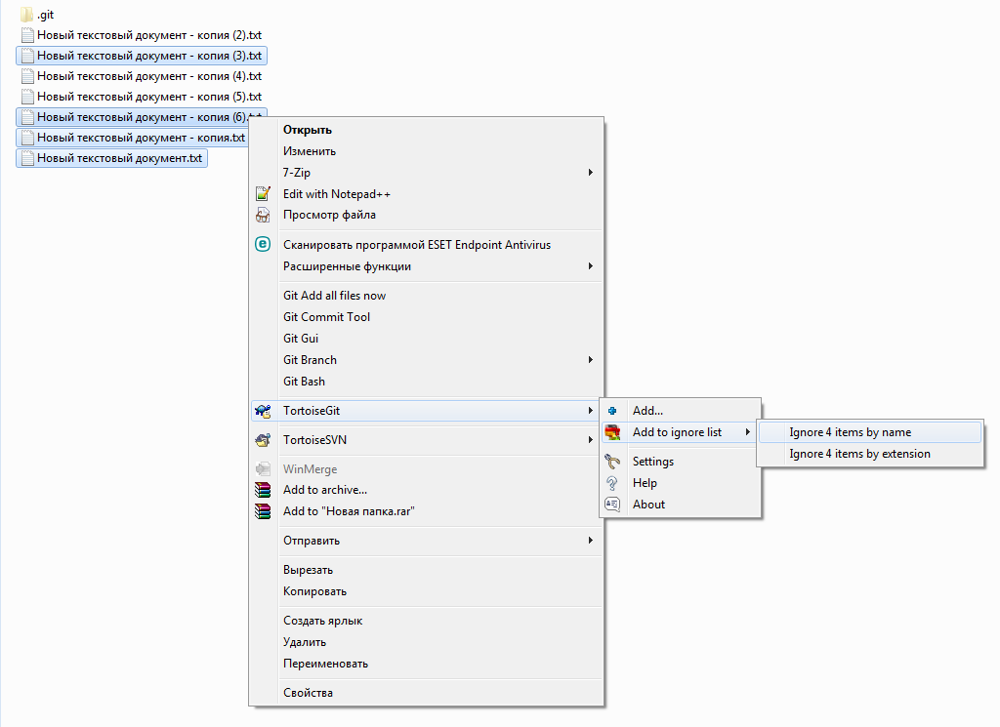 .git
Новый текстовый документ - копия (2).txt
Новый текстовый документ - копия (3).txt
Новый текстовый документ - копия (4).txt
Новый текстовый документ - копия (5).txt
Новый текстовый документ - копия (6).txt
Новый текстовый документ - копия.txt
Новый текстовый документ.txt
Открыть
Изменить
7-Zip
Edit with Notepad++
Просмотр файла
Сканировать программой ESET Endpoint Antivirus
Расширенные функции
Git Add all files now
Git Commit Tool
Git Gui
Git Branch
Git Bash
TortoiseGit
TortoiseSVN
WinMerge
Add to archive...
Add to "Новая папка.rar"
Отправить
Вырезать
Копировать
Создать ярлык
Удалить
Переименовать
Свойства
Add...
Add to ignore list
Settings
Help
About
Ignore 4 items by name
Ignore 4 items by extension